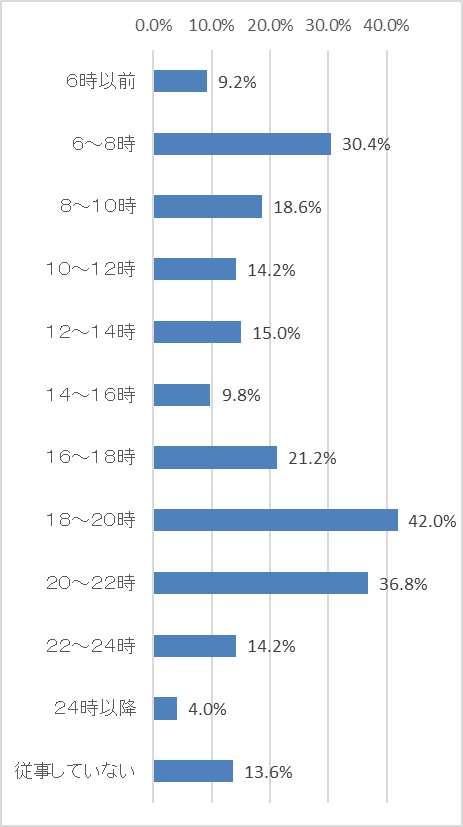 0.0% 10.0% 20.0% 30.0% 40.0%
６時以前 9.2%
６～８時 30.4%
８～１０時 18.6%
１０～１２時 14.2%
１２～１４時 15.0%
１４～１６時 9.8%
１６～１８時 21.2%
１８～２０時 42.0%
２０～２２時 36.8%
２２～２４時 14.2%
２４時以降 4.0%
従事していない 13.6%